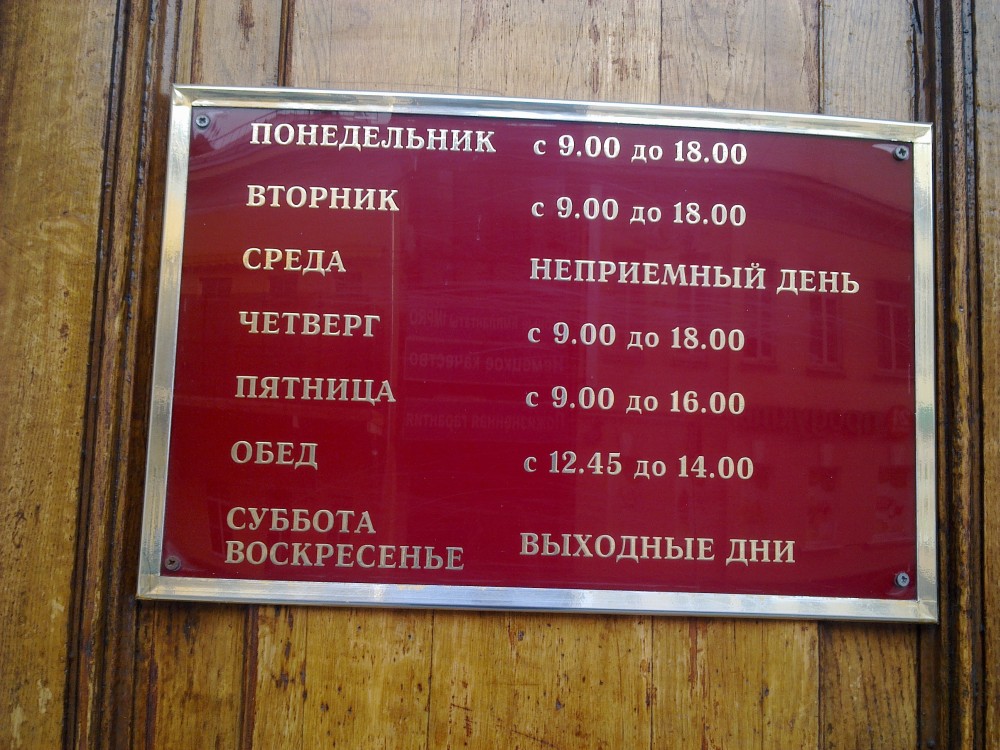 ПОНЕДЕЛЬНИК с 9.00 до 18.00
ВТОРНИК с 9.00 до 18.00
СРЕДА НЕПРИЕМНЫЙ ДЕНЬ
ЧЕТВЕРГ с 9.00 до 18.00
ПЯТНИЦА с 9.00 до 16.00
ОБЕД с 12.45 до 14.00
СУББОТА
ВОСКРЕСЕНЬЕ ВЫХОДНЫЕ ДНИ